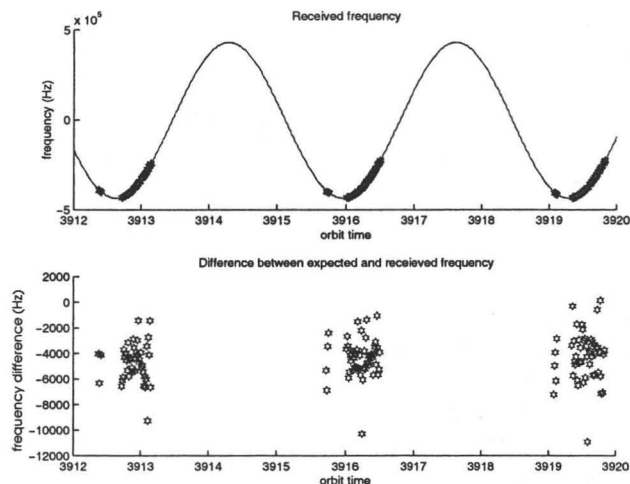 Received frequency
x 10^5
5
0
-5
frequency (Hz)
3912 3913 3914 3915 3916 3917 3918 3919 3920
orbit time
Difference between expected and receieved frequency
2000
0
-2000
-4000
-6000
-8000
-10000
-12000
frequency difference (Hz)
3912 3913 3914 3915 3916 3917 3918 3919 3920
orbit time